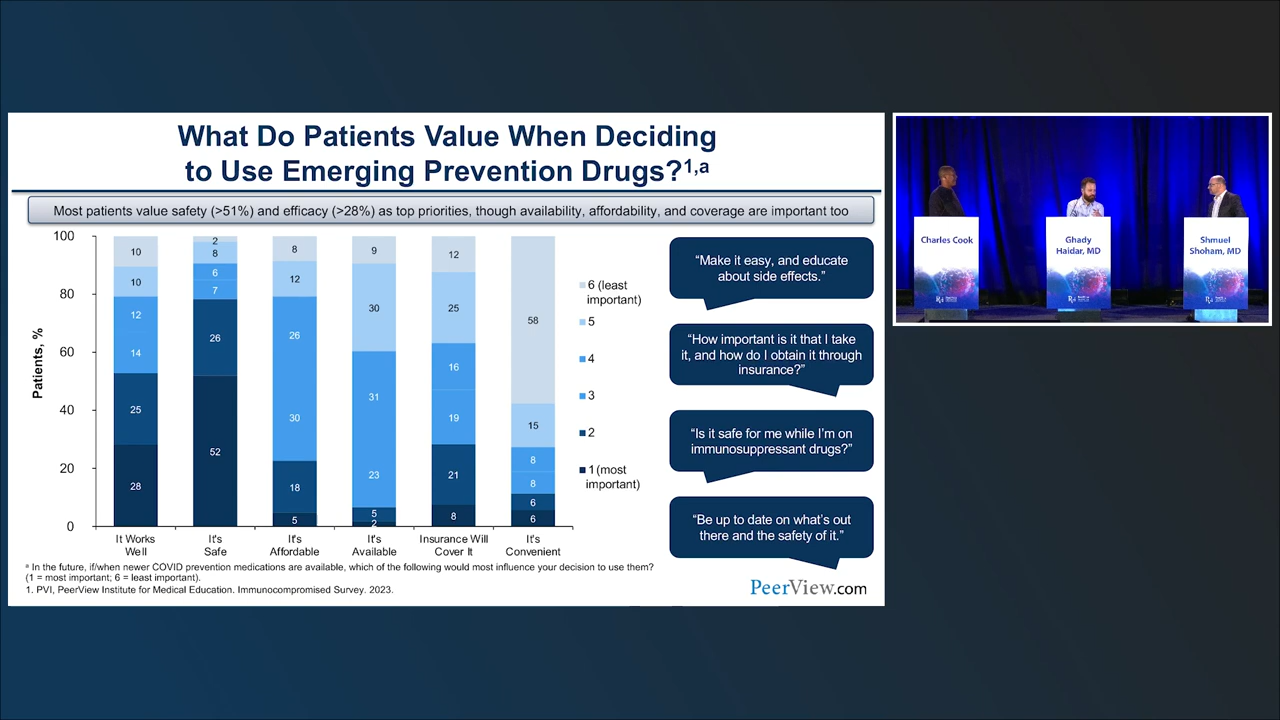 What Do Patients Value When Deciding
to Use Emerging Prevention Drugs?1,a
Most patients value safety (>51%) and efficacy (>28%) as top priorities, though availability, affordability, and coverage are important too
Patients, %
100
80
60
40
20
0
10
10
12
14
25
28
2
8
6
7
26
52
8
12
26
30
18
5
9
30
31
23
5
2
12
25
16
19
21
8
58
15
8
8
6
6
It Works
Well
It's
Safe
It's
Affordable
It's
Available
Insurance Will
Cover It
It's
Convenient
6 (least
important)
5
4
3
2
1 (most
important)
“Make it easy, and educate
about side effects.”
“How important is it that I take
it, and how do I obtain it through
insurance?”
“Is it safe for me while I’m on
immunosuppressant drugs?”
“Be up to date on what’s out
there and the safety of it.”
a In the future, if/when newer COVID prevention medications are available, which of the following would most influence your decision to use them?
(1 = most important; 6 = least important).
1. PVI, PeerView Institute for Medical Education. Immunocompromised Survey. 2023.
PeerView.com
Charles Cook
Ghady
Haidar, MD
Shmuel
Shoham, MD